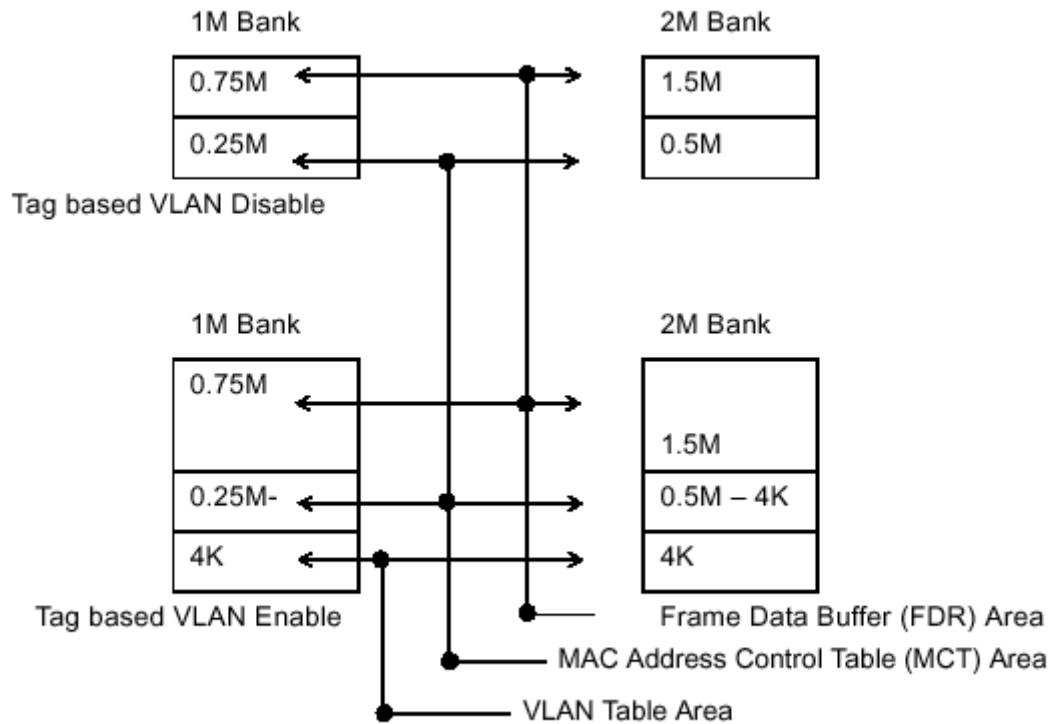 1M Bank
2M Bank
0.75M
1.5M
0.25M
0.5M
Tag based VLAN Disable
1M Bank
2M Bank
0.75M
1.5M
0.25M-
0.5M – 4K
4K
4K
Tag based VLAN Enable
Frame Data Buffer (FDR) Area
MAC Address Control Table (MCT) Area
VLAN Table Area